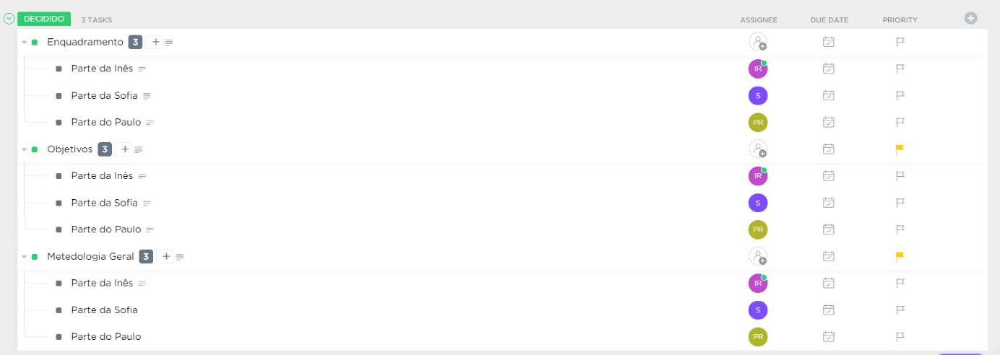 DECIDIDO 3 TASKS ASSIGNEE DUE DATE PRIORITY
Enquadramento 3
Parte da Inês IR
Parte da Sofia S
Parte do Paulo PR
Objetivos 3
Parte da Inês IR
Parte da Sofia S
Parte do Paulo PR
Metedologia Geral 3
Parte da Inês IR
Parte da Sofia S
Parte do Paulo PR